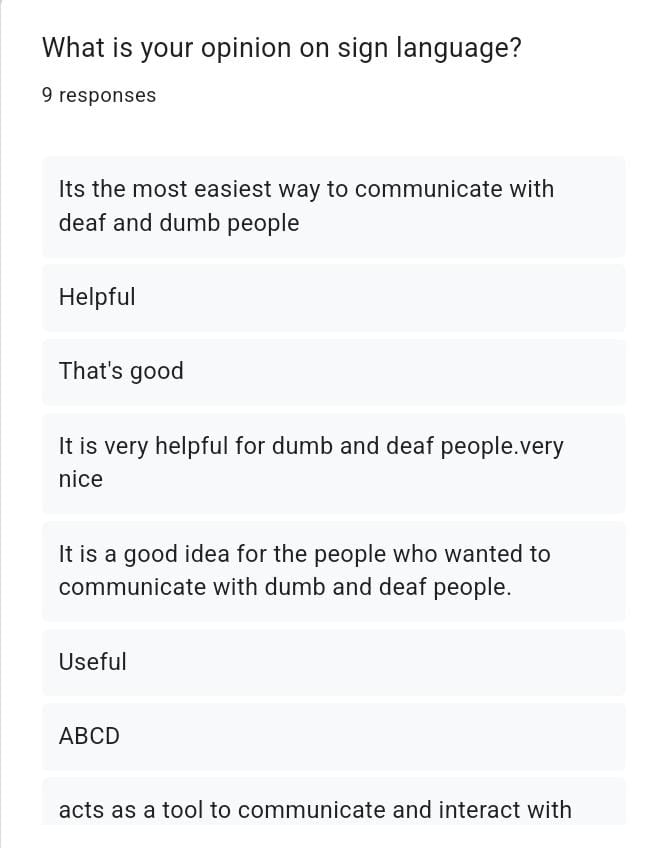 What is your opinion on sign language?
9 responses
Its the most easiest way to communicate with
deaf and dumb people
Helpful
That's good
It is very helpful for dumb and deaf people.very
nice
It is a good idea for the people who wanted to
communicate with dumb and deaf people.
Useful
ABCD
acts as a tool to communicate and interact with